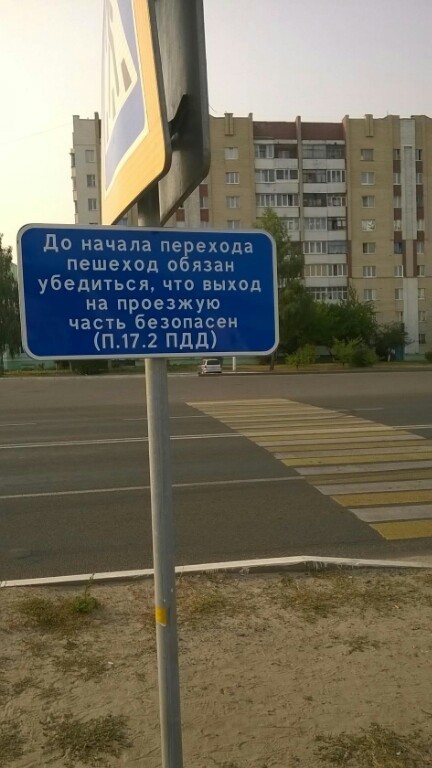 До начала перехода
пешеход обязан
убедиться, что выход
на проезжую
часть безопасен
(П.17.2 ПДД)